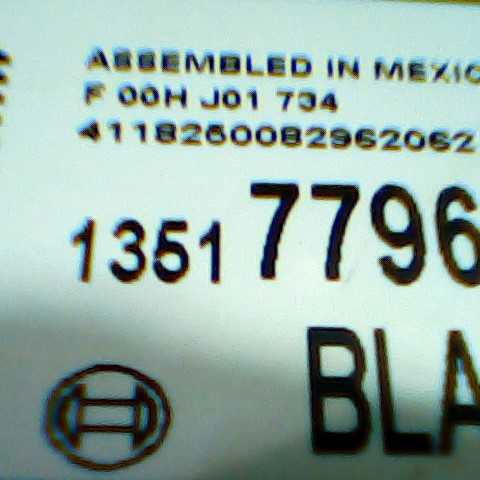 ASSEMBLED IN MEXIC
F 00H J01 734
4118260082962062
1351 7796
BLA